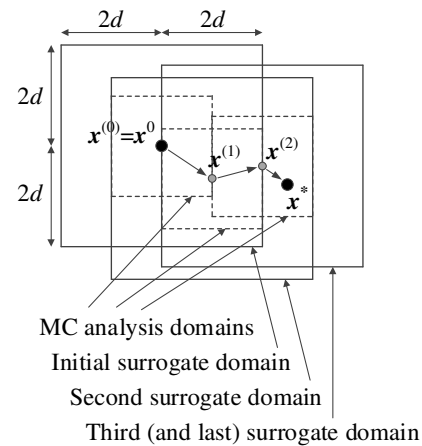 2d 2d
2d
x⁽⁰⁾=x⁰
x⁽²⁾
x⁽¹⁾
2d
x*
MC analysis domains
Initial surrogate domain
Second surrogate domain
Third (and last) surrogate domain